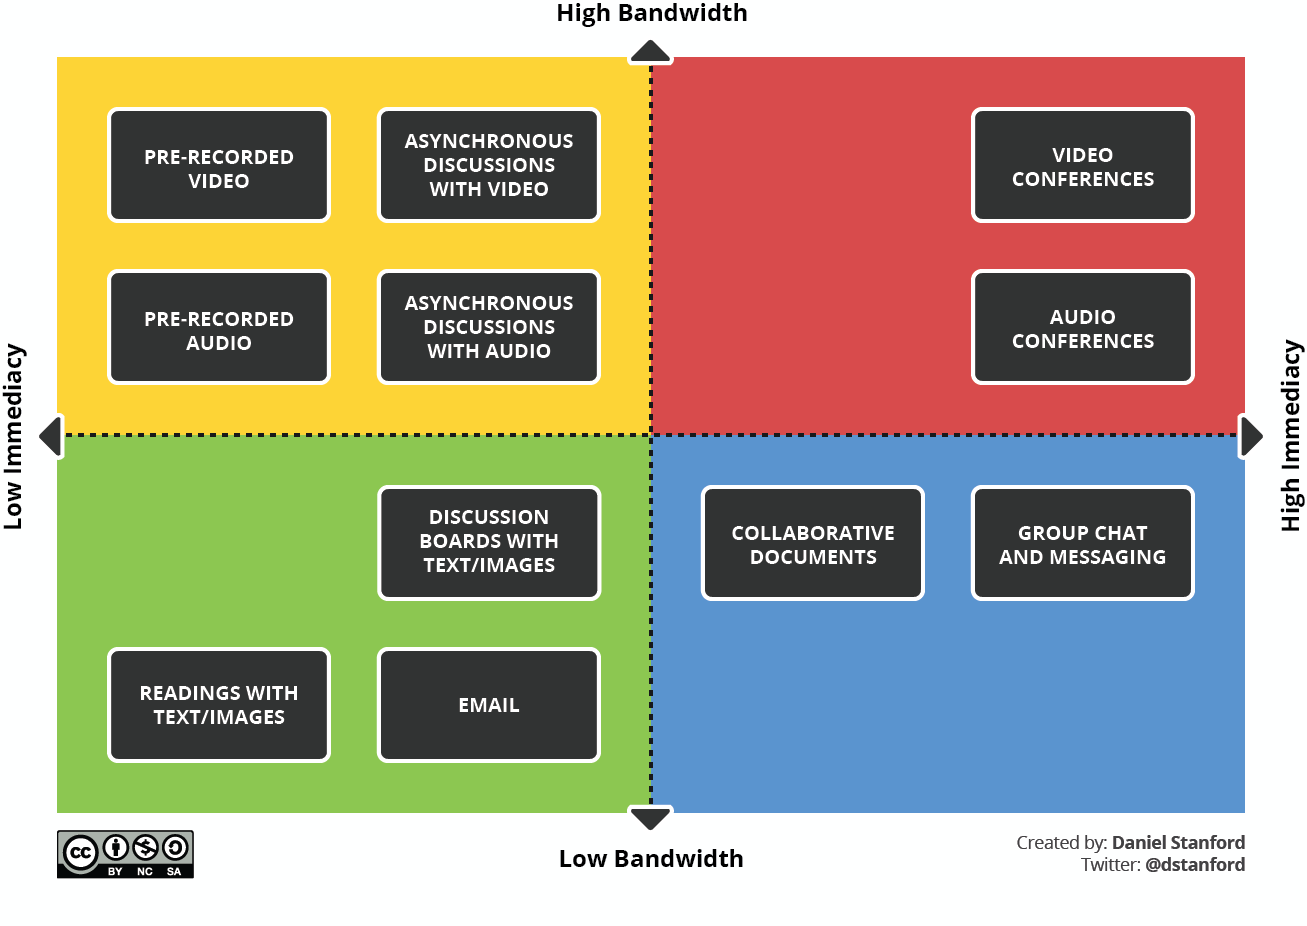 High Bandwidth
PRE-RECORDED
VIDEO
ASYNCHRONOUS
DISCUSSIONS
WITH VIDEO
VIDEO
CONFERENCES
PRE-RECORDED
AUDIO
ASYNCHRONOUS
DISCUSSIONS
WITH AUDIO
AUDIO
CONFERENCES
Low Immediacy
High Immediacy
DISCUSSION
BOARDS WITH
TEXT/IMAGES
COLLABORATIVE
DOCUMENTS
GROUP CHAT
AND MESSAGING
READINGS WITH
TEXT/IMAGES
EMAIL
Low Bandwidth
cc
BY NC SA
Created by: Daniel Stanford
Twitter: @dstanford